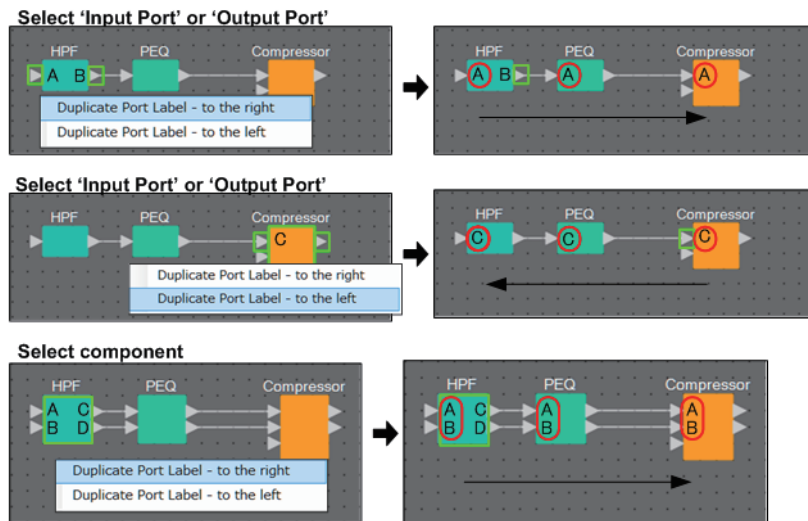 Select 'Input Port' or 'Output Port'
HPF PEQ Compressor
A B
Duplicate Port Label - to the right
Duplicate Port Label - to the left
HPF PEQ Compressor
A B A A
Select 'Input Port' or 'Output Port'
HPF PEQ Compressor
C
Duplicate Port Label - to the right
Duplicate Port Label - to the left
HPF PEQ Compressor
C C C
Select component
HPF PEQ Compressor
A C
B D
Duplicate Port Label - to the right
Duplicate Port Label - to the left
HPF PEQ Compressor
A C A A
B D B B